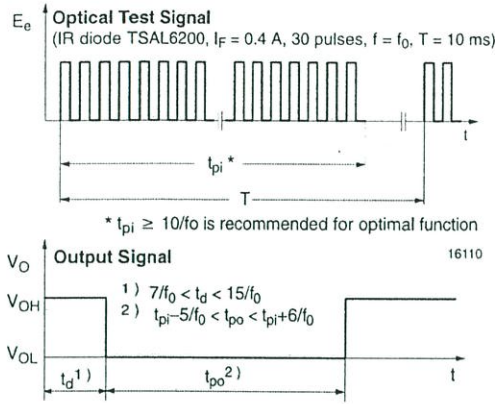 Ee Optical Test Signal
(IR diode TSAL6200, IF = 0.4 A, 30 pulses, f = f0, T = 10 ms)
t
tpi *
T
* tpi ≥ 10/fo is recommended for optimal function
VO Output Signal 16110
VOH
1) 7/f0 < td < 15/f0
2) tpi–5/f0 < tpo < tpi+6/f0
VOL
t
td1) tpo2)